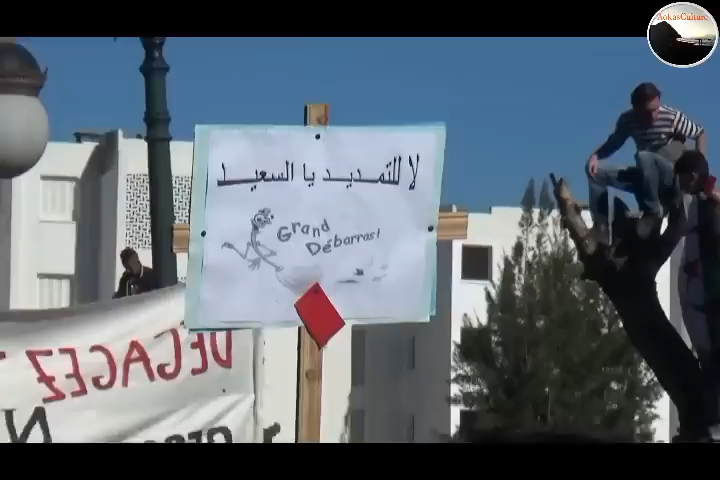 AokasCulture
لا للتمديد يا السعيد
Grand
Débarras!
DEGAGEZ